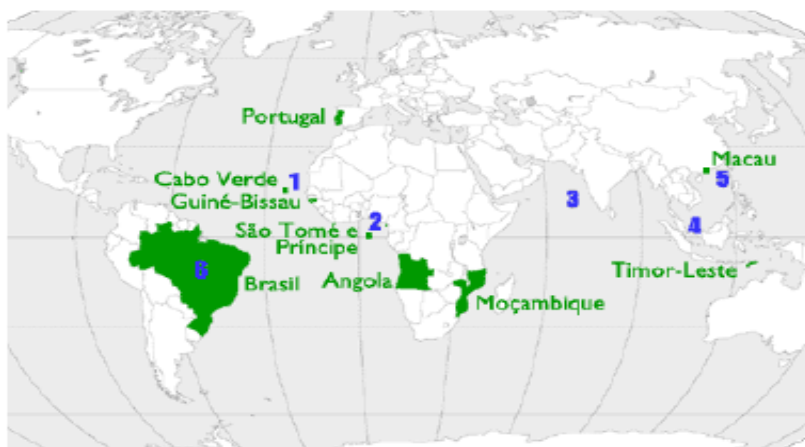 Portugal
Macau
1
5
Cabo Verde
Guiné-Bissau
3
2
4
São Tomé e
Príncipe
6
Timor-Leste
Brasil
Angola
Moçambique